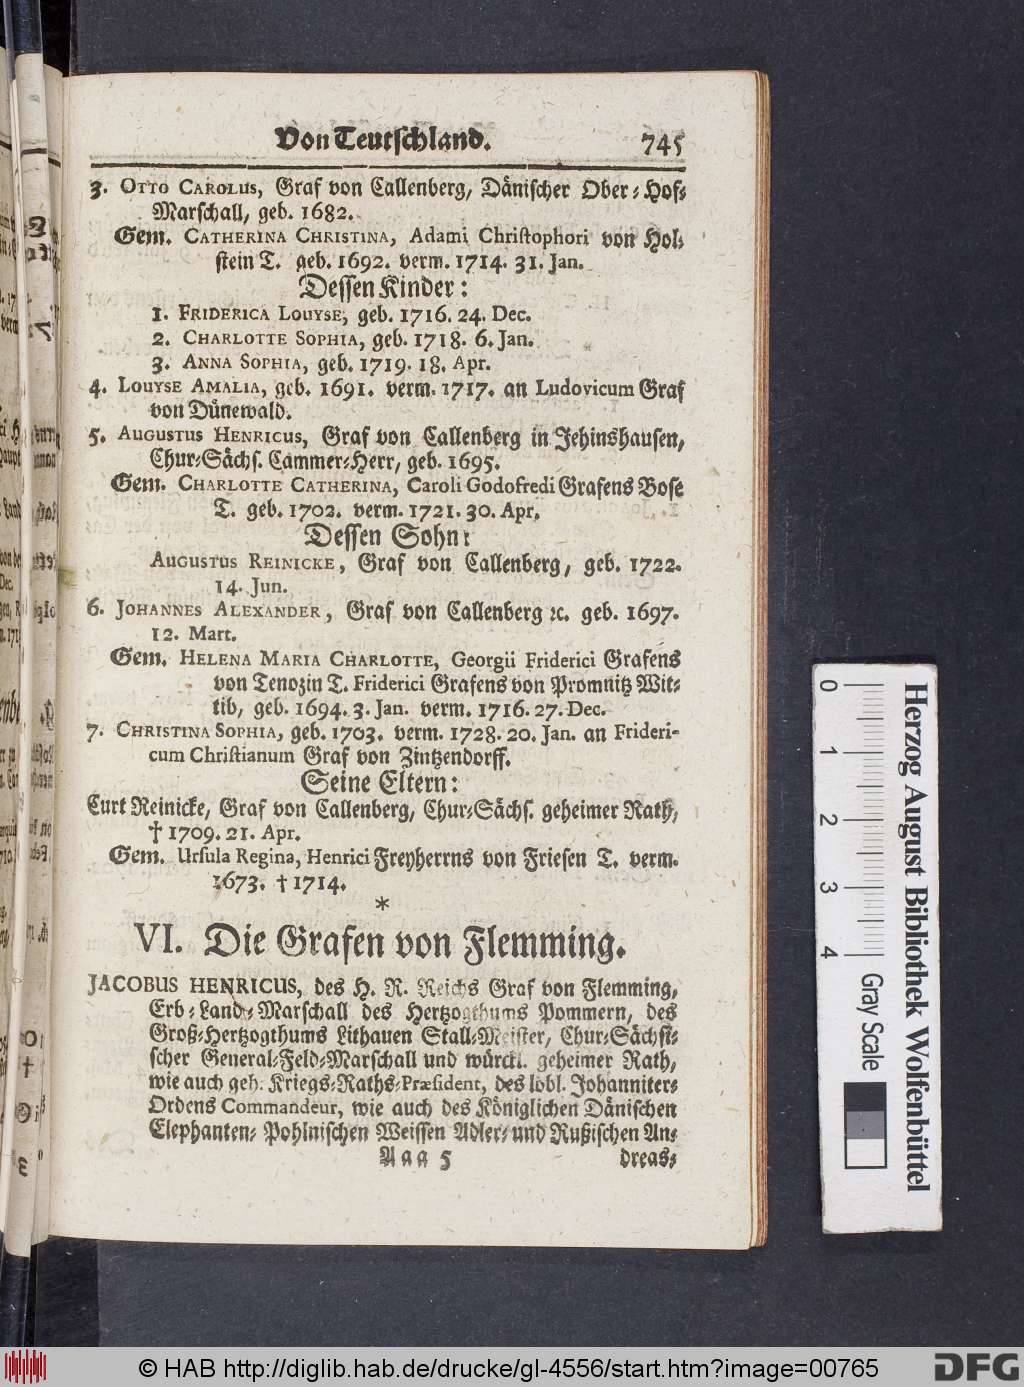 Von Teutschland. 745
3. OTTO CAROLUS, Graf von Callenberg, Dänischer Ober-Hof-
Marschall, geb. 1682.
Gem. CATHERINA CHRISTINA, Adami Christophori von Hol-
stein T. geb. 1692. verm. 1714. 31. Jan.
Dessen Kinder:
1. FRIDERICA LOUYSE, geb. 1716. 24. Dec.
2. CHARLOTTE SOPHIA, geb. 1718. 6. Jan.
3. ANNA SOPHIA, geb. 1719. 18. Apr.
4. LOUYSE AMALIA, geb. 1691. verm. 1717. an Ludovicum Graf
von Dünewald.
5. AUGUSTUS HENRICUS, Graf von Callenberg in Jehinshausen,
Chur-Sächs. Cammer-Herr, geb. 1695.
Gem. CHARLOTTE CATHERINA, Caroli Godofredi Grafens Bose
T. geb. 1702. verm. 1721. 30. Apr.
Dessen Sohn:
AUGUSTUS REINICKE, Graf von Callenberg, geb. 1722.
14. Jun.
6. JOHANNES ALEXANDER, Graf von Callenberg ꝛc. geb. 1697.
12. Mart.
Gem. HELENA MARIA CHARLOTTE, Georgii Friderici Grafens
von Tenozin T. Friderici Grafens von Promnitz Wit-
tib, geb. 1694. 3. Jan. verm. 1716. 27. Dec.
7. CHRISTINA SOPHIA, geb. 1703. verm. 1728. 20. Jan. an Frideri-
cum Christianum Graf von Zintzendorff.
Seine Eltern:
Curt Reinicke, Graf von Callenberg, Chur-Sächs. geheimer Rath,
† 1709. 21. Apr.
Gem. Ursula Regina, Henrici Freyherrns von Friesen T. verm.
1673. † 1714.
*
VI. Die Grafen von Flemming.
JACOBUS HENRICUS, des H. R. Reichs Graf von Flemming,
Erb-Land-Marschall des Hertzogthums Pommern, des
Groß-Hertzogthums Lithauen Stall-Meister, Chur-Sächsi-
scher General-Feld-Marschall und würckl. geheimer Rath,
wie auch geh. Kriegs-Raths-Præsident, des löbl. Johanniter-
Ordens Commandeur, wie auch des Königlichen Dänischen
Elephanten- Pohlnischen Weissen Adler- und Rußischen An-
Aaa 5 dreas-
0 1 2 3 4
Herzog August Bibliothek Wolfenbüttel
Gray Scale
© HAB http://diglib.hab.de/drucke/gl-4556/start.htm?image=00765
DFG